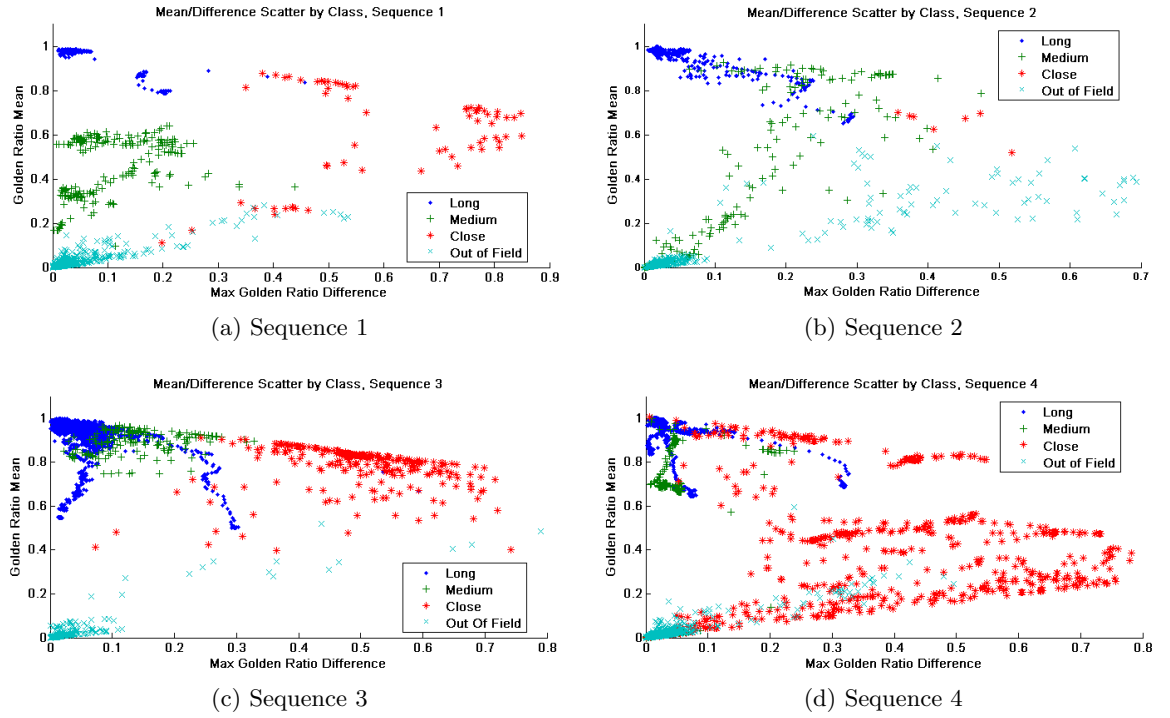 Mean/Difference Scatter by Class, Sequence 1
Golden Ratio Mean
1
0.8
0.6
0.4
0.2
0
Long
Medium
Close
Out of Field
0 0.1 0.2 0.3 0.4 0.5 0.6 0.7 0.8 0.9
Max Golden Ratio Difference
(a) Sequence 1
Mean/Difference Scatter by Class, Sequence 2
Golden Ratio Mean
1
0.8
0.6
0.4
0.2
0
Long
Medium
Close
Out of Field
0 0.1 0.2 0.3 0.4 0.5 0.6 0.7
Max Golden Ratio Difference
(b) Sequence 2
Mean/Difference Scatter by Class, Sequence 3
Golden Ratio Mean
1
0.8
0.6
0.4
0.2
0
Long
Medium
Close
Out Of Field
0 0.1 0.2 0.3 0.4 0.5 0.6 0.7 0.8
Max Golden Ratio Difference
(c) Sequence 3
Mean/Difference Scatter by Class, Sequence 4
Golden Ratio Mean
1
0.8
0.6
0.4
0.2
0
Long
Medium
Close
Out of Field
0 0.1 0.2 0.3 0.4 0.5 0.6 0.7 0.8
Max Golden Ratio Difference
(d) Sequence 4